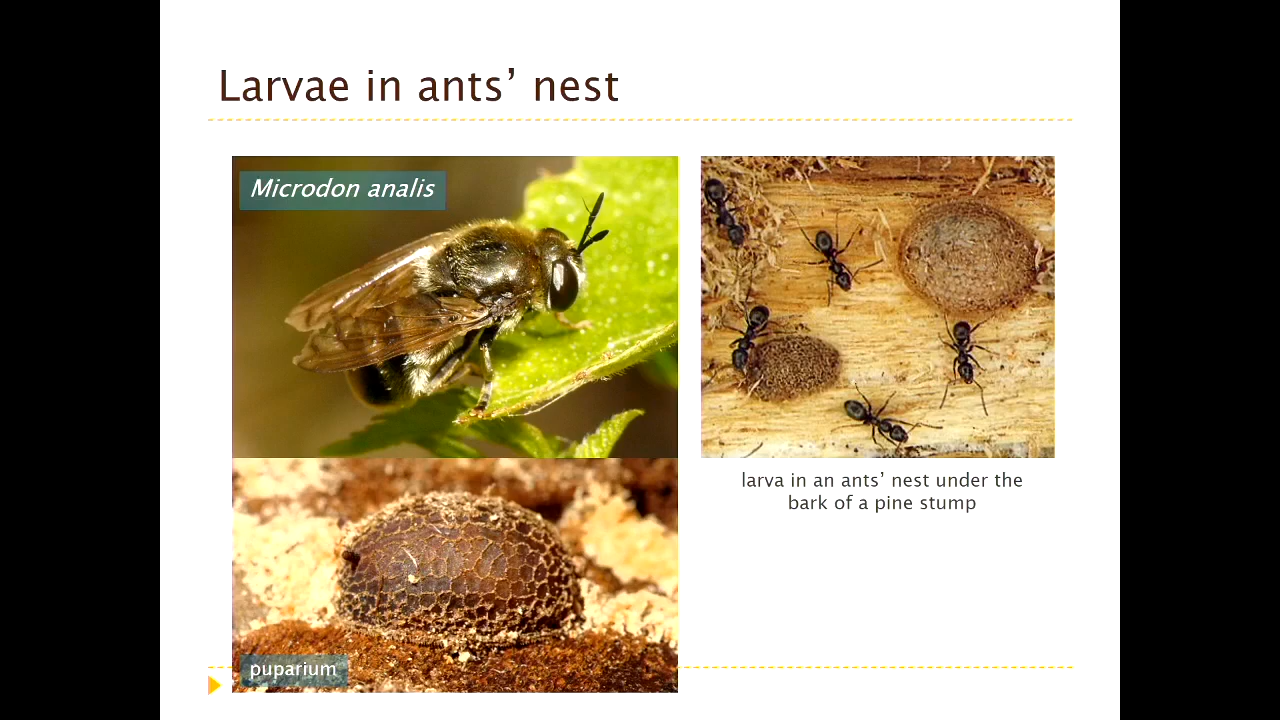 Larvae in ants’ nest
Microdon analis
larva in an ants’ nest under the
bark of a pine stump
puparium